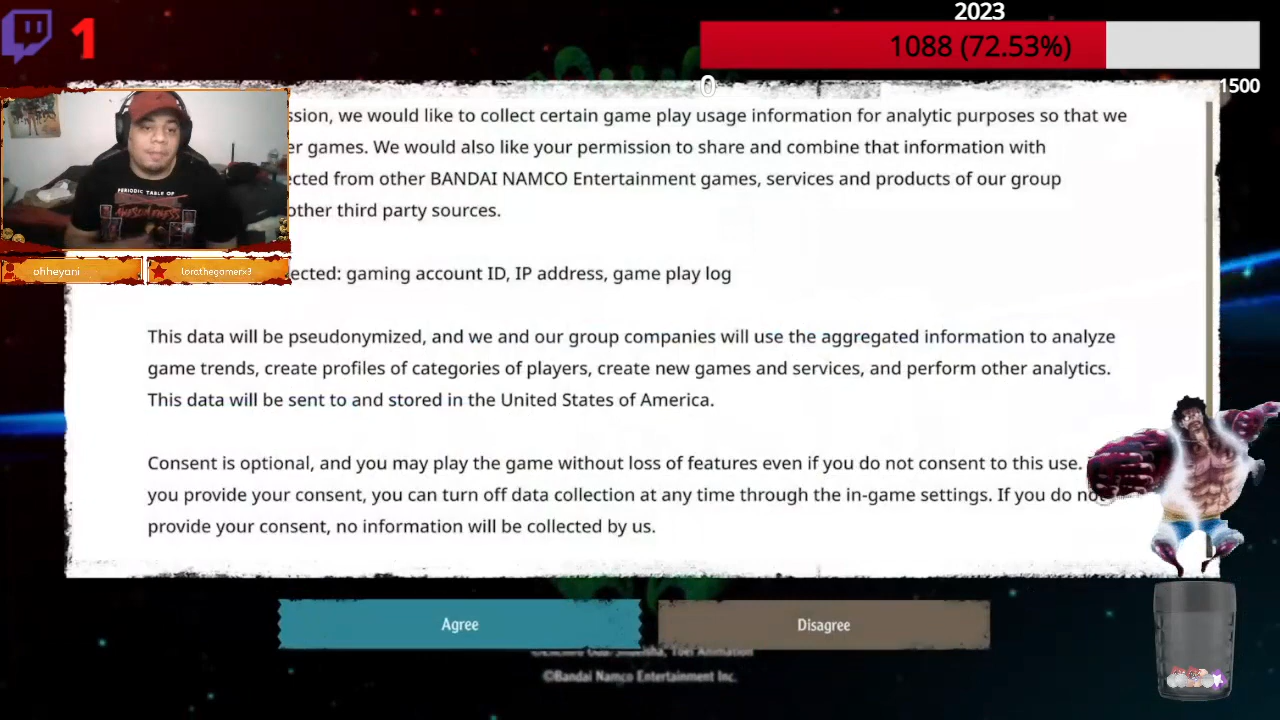 2023
1
1088 (72.53%)
0
1500
ssion, we would like to collect certain game play usage information for analytic purposes so that we
er games. We would also like your permission to share and combine that information with
ected from other BANDAI NAMCO Entertainment games, services and products of our group
other third party sources.
PERIODIC TABLE OF
AWESOMENESS
ohheyani
lorathegamerx3
ected: gaming account ID, IP address, game play log
This data will be pseudonymized, and we and our group companies will use the aggregated information to analyze
game trends, create profiles of categories of players, create new games and services, and perform other analytics.
This data will be sent to and stored in the United States of America.
Consent is optional, and you may play the game without loss of features even if you do not consent to this use.
you provide your consent, you can turn off data collection at any time through the in-game settings. If you do not
provide your consent, no information will be collected by us.
Agree
Disagree
Toei Animation
©Bandai Namco Entertainment Inc.